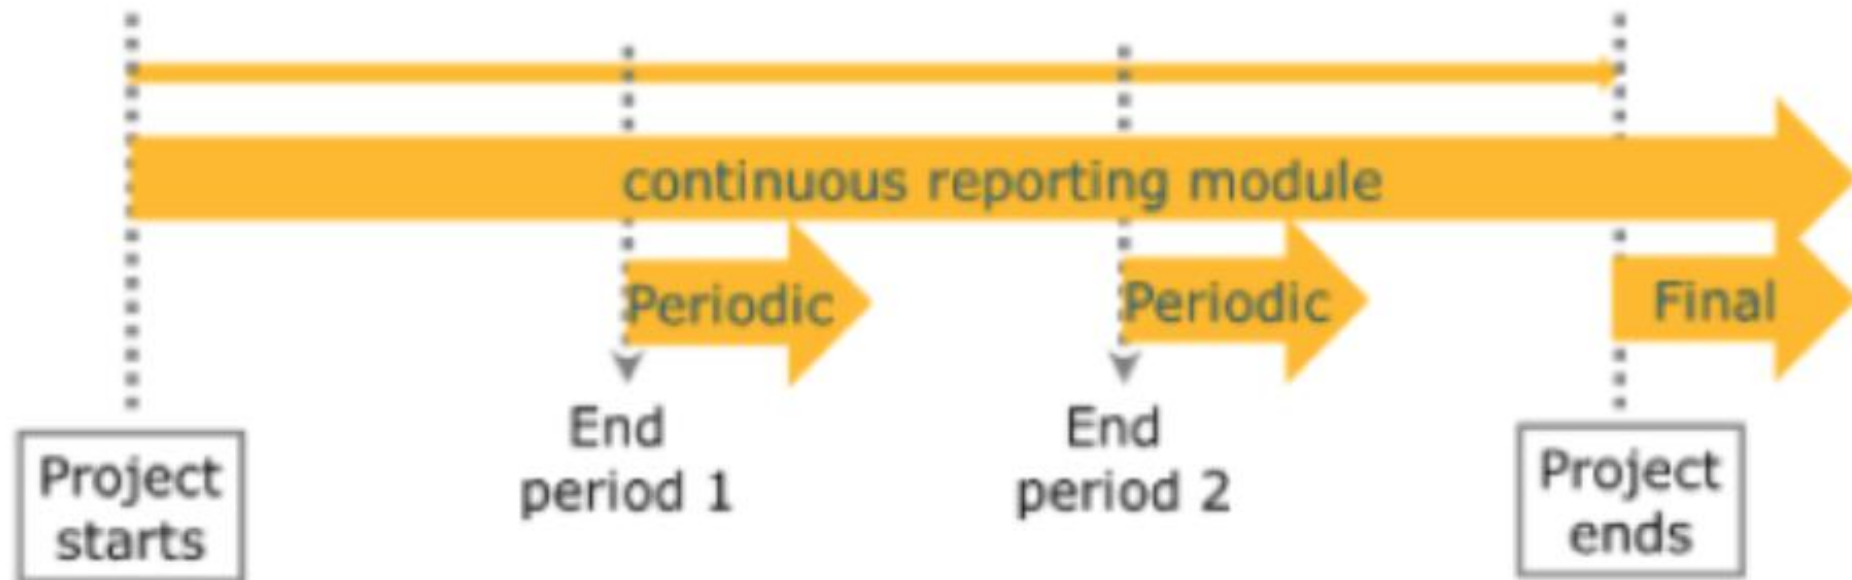 continuous reporting module
Periodic
Periodic
Final
End
period 1
End
period 2
Project
starts
Project
ends